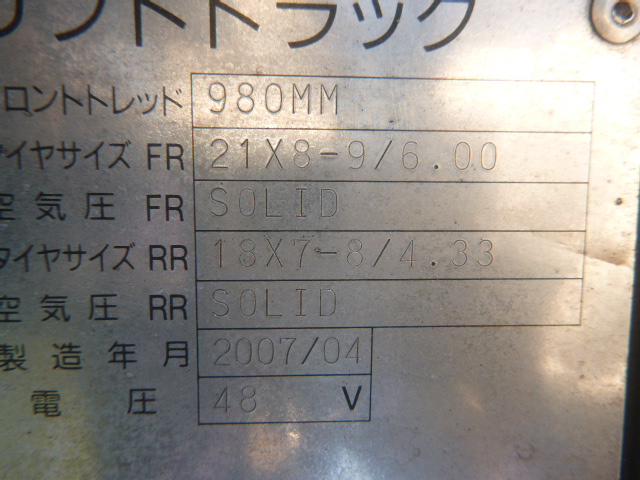 リフトトラック
フロントトレッド 980MM
タイヤサイズ FR 21X8-9/6.00
空気圧 FR SOLID
タイヤサイズ RR 18X7-8/4.33
空気圧 RR SOLID
製造年月 2007/04
電圧 48 V